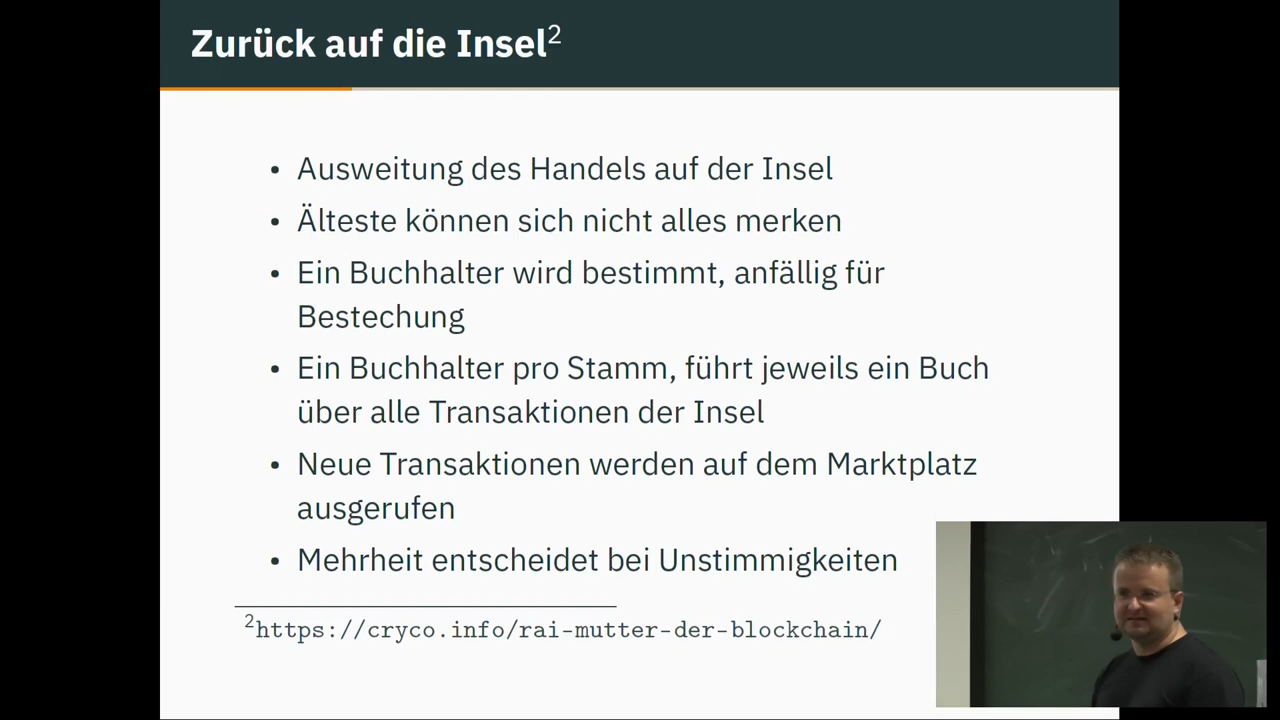 Zurück auf die Insel²
• Ausweitung des Handels auf der Insel
• Älteste können sich nicht alles merken
• Ein Buchhalter wird bestimmt, anfällig für
Bestechung
• Ein Buchhalter pro Stamm, führt jeweils ein Buch
über alle Transaktionen der Insel
• Neue Transaktionen werden auf dem Marktplatz
ausgerufen
• Mehrheit entscheidet bei Unstimmigkeiten
²https://cryco.info/rai-mutter-der-blockchain/